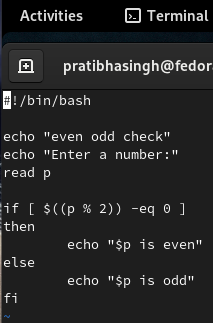 Activities Terminal
pratibhasingh@fedor
#!/bin/bash
echo "even odd check"
echo "Enter a number:"
read p
if [ $((p % 2)) -eq 0 ]
then
echo "$p is even"
else
echo "$p is odd"
fi
~